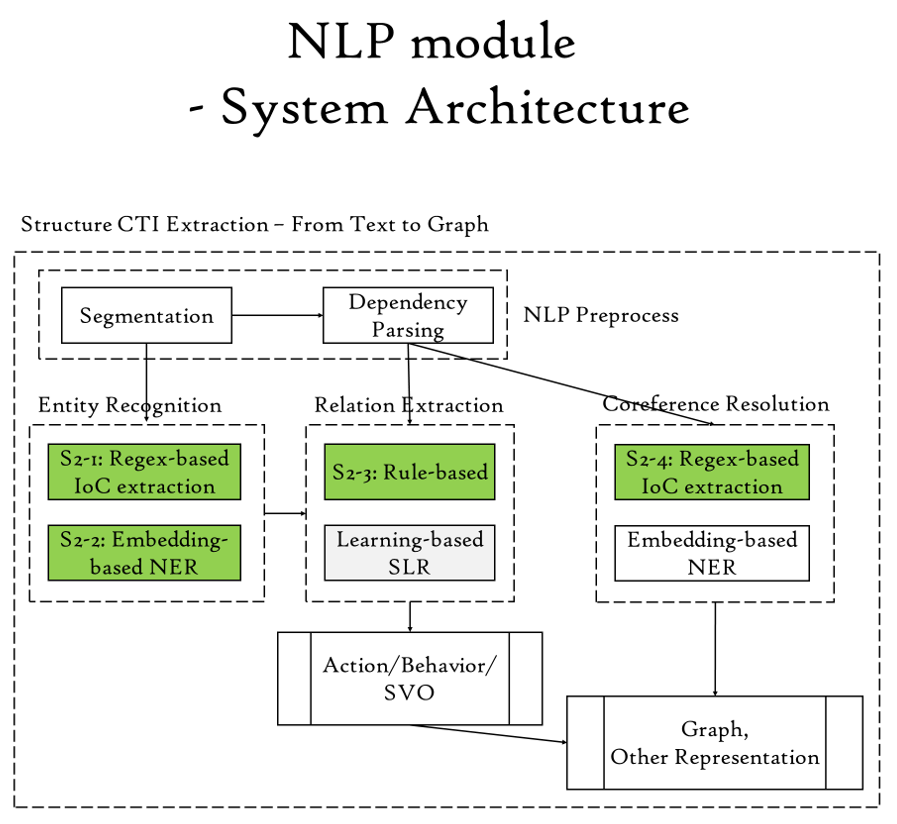 NLP module
- System Architecture
Structure CTI Extraction – From Text to Graph
Segmentation
Dependency
Parsing
NLP Preprocess
Entity Recognition
Relation Extraction
Coreference Resolution
S2-1: Regex-based
IoC extraction
S2-3: Rule-based
S2-4: Regex-based
IoC extraction
S2-2: Embedding-
based NER
Learning-based
SLR
Embedding-based
NER
Action/Behavior/
SVO
Graph,
Other Representation